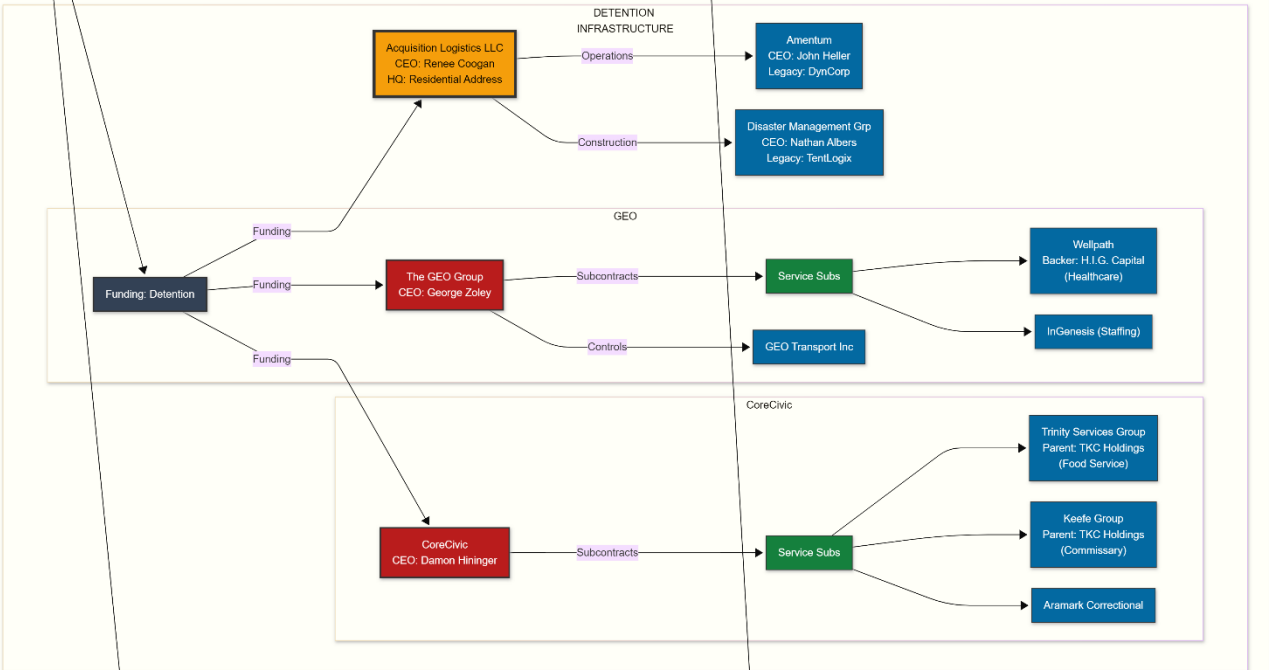 DETENTION
INFRASTRUCTURE
Acquisition Logistics LLC
CEO: Renee Coogan
HQ: Residential Address
Operations
Amentum
CEO: John Heller
Legacy: DynCorp
Construction
Disaster Management Grp
CEO: Nathan Albers
Legacy: TentLogix
GEO
Funding
Funding: Detention
Funding
The GEO Group
CEO: George Zoley
Subcontracts
Service Subs
Wellpath
Backer: H.I.G. Capital
(Healthcare)
InGenesis (Staffing)
Controls
GEO Transport Inc
Funding
CoreCivic
CoreCivic
CEO: Damon Hininger
Subcontracts
Service Subs
Trinity Services Group
Parent: TKC Holdings
(Food Service)
Keefe Group
Parent: TKC Holdings
(Commissary)
Aramark Correctional